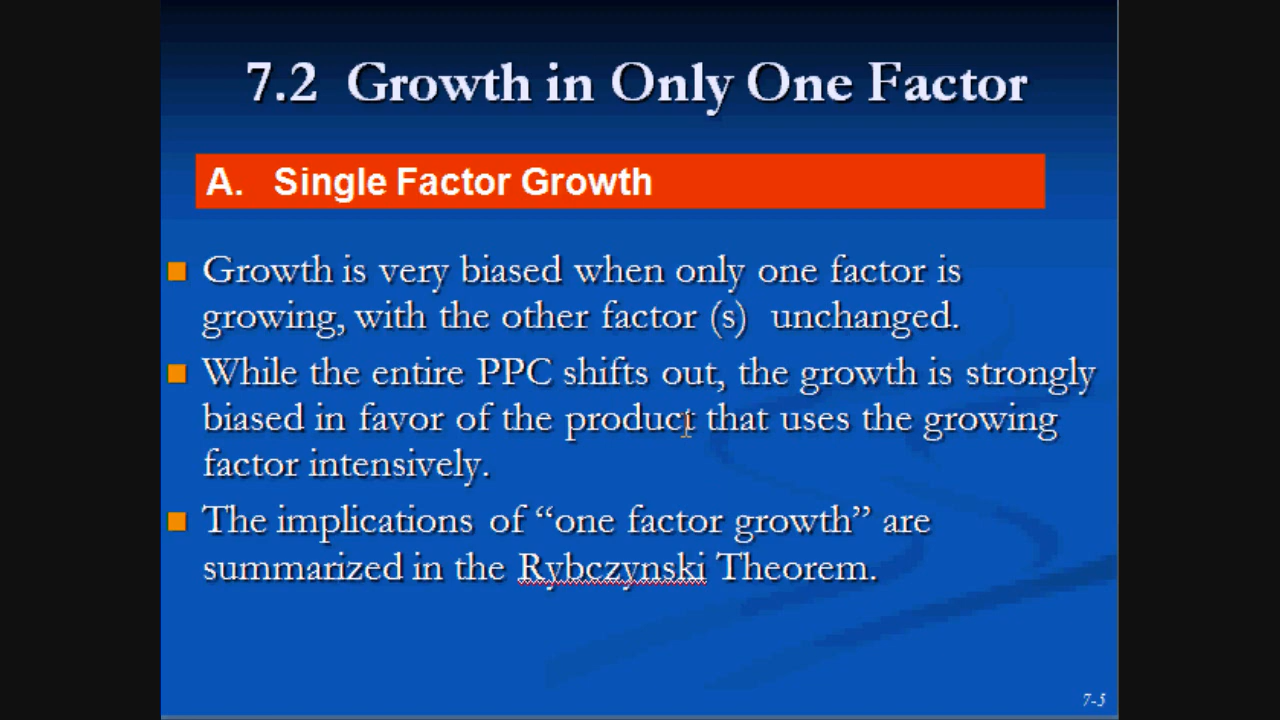 7.2 Growth in Only One Factor
A. Single Factor Growth
Growth is very biased when only one factor is
growing, with the other factor (s) unchanged.
While the entire PPC shifts out, the growth is strongly
biased in favor of the product that uses the growing
factor intensively.
The implications of “one factor growth” are
summarized in the Rybczynski Theorem.
7-5